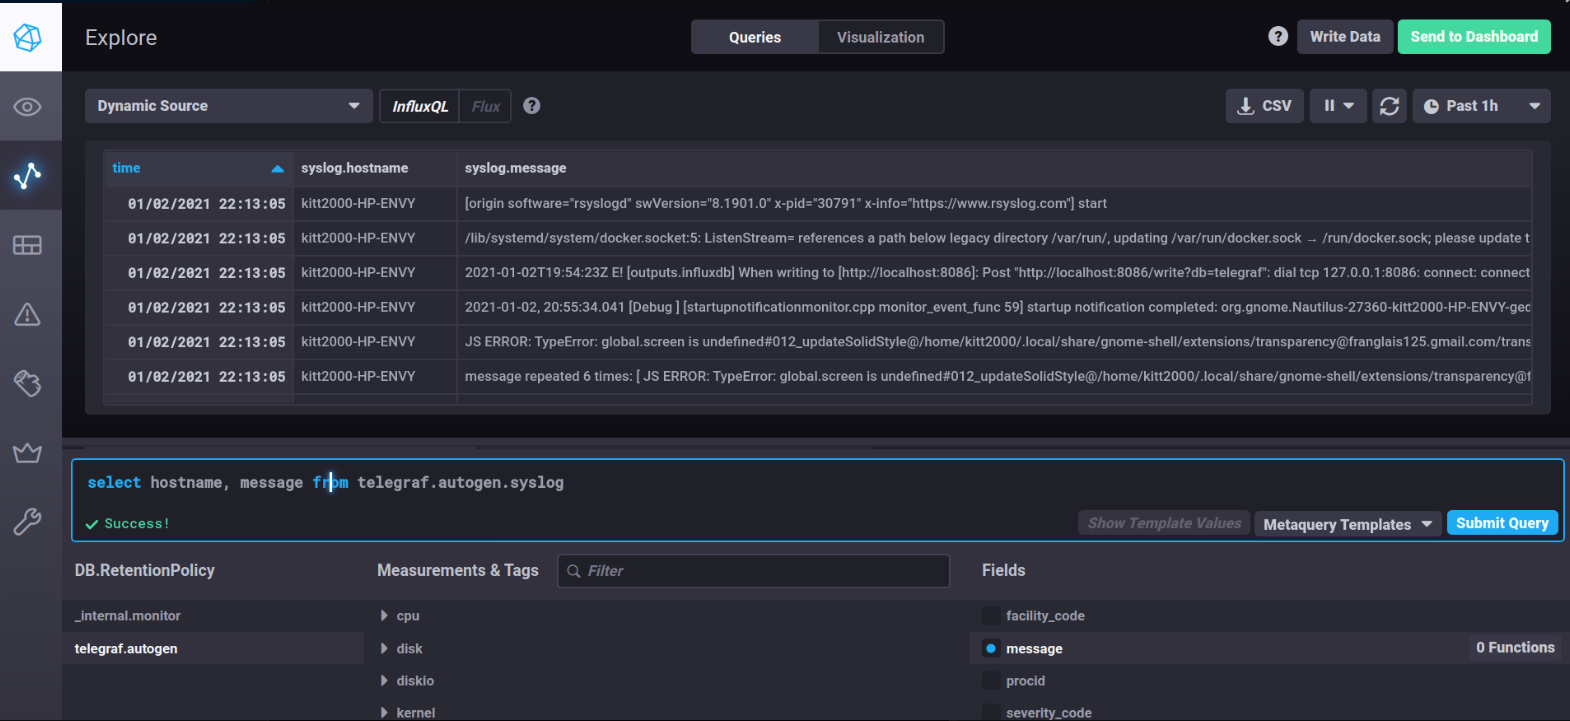 Explore
Queries
Visualization
?
Write Data
Send to Dashboard
Dynamic Source
InfluxQL
Flux
?
CSV
Past 1h
time syslog.hostname syslog.message
01/02/2021 22:13:05 kitt2000-HP-ENVY [origin software="rsyslogd" swVersion="8.1901.0" x-pid="30791" x-info="https://www.rsyslog.com"] start
01/02/2021 22:13:05 kitt2000-HP-ENVY /lib/systemd/system/docker.socket:5: ListenStream= references a path below legacy directory /var/run/, updating /var/run/docker.sock → /run/docker.sock; please update t
01/02/2021 22:13:05 kitt2000-HP-ENVY 2021-01-02T19:54:23Z E! [outputs.influxdb] When writing to [http://localhost:8086]: Post "http://localhost:8086/write?db=telegraf": dial tcp 127.0.0.1:8086: connect: connect
01/02/2021 22:13:05 kitt2000-HP-ENVY 2021-01-02, 20:55:34.041 [Debug ] [startupnotificationmonitor.cpp monitor_event_func 59] startup notification completed: org.gnome.Nautilus-27360-kitt2000-HP-ENVY-ged
01/02/2021 22:13:05 kitt2000-HP-ENVY JS ERROR: TypeError: global.screen is undefined#012_updateSolidStyle@/home/kitt2000/.local/share/gnome-shell/extensions/transparency@franglais125.gmail.com/trans
01/02/2021 22:13:05 kitt2000-HP-ENVY message repeated 6 times: [ JS ERROR: TypeError: global.screen is undefined#012_updateSolidStyle@/home/kitt2000/.local/share/gnome-shell/extensions/transparency@f
select hostname, message from telegraf.autogen.syslog
Success!
Show Template Values
Metaquery Templates
Submit Query
DB.RetentionPolicy
Measurements & Tags
Filter
Fields
_internal.monitor
cpu
facility_code
telegraf.autogen
disk
message
0 Functions
diskio
procid
kernel
severity_code